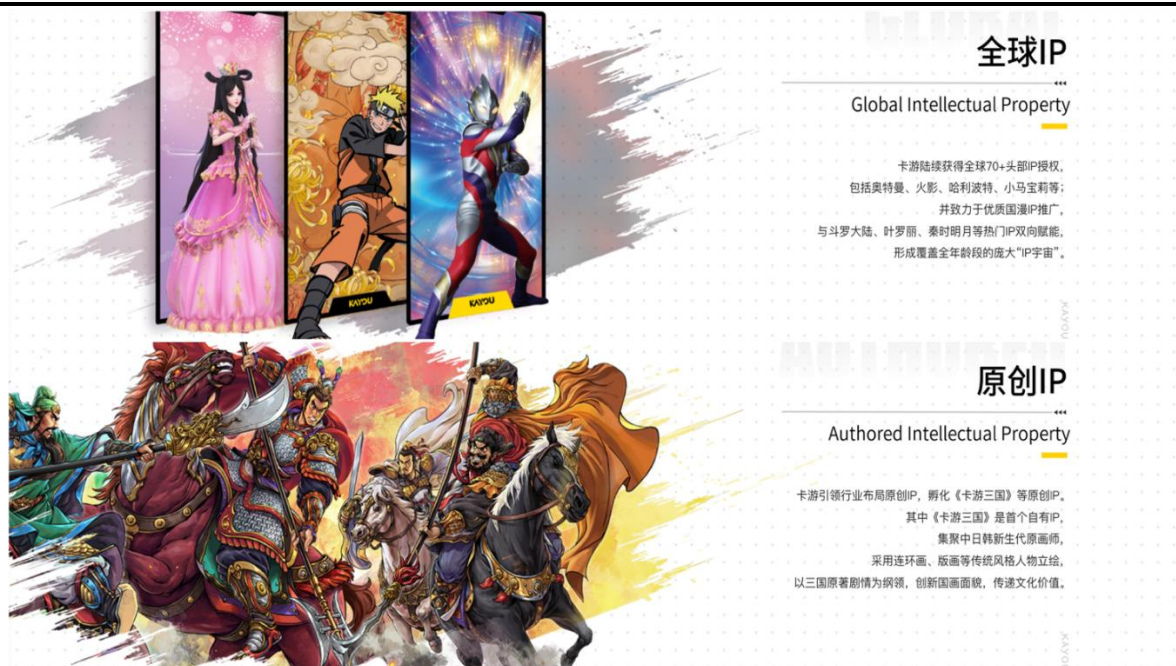 全球IP
Global Intellectual Property
卡游陆续获得全球70+头部IP授权，
包括奥特曼、火影、哈利波特、小马宝莉等；
并致力于优质国漫IP推广，
与斗罗大陆、叶罗丽、秦时明月等热门IP双向赋能，
形成覆盖全年龄段的庞大“IP宇宙”。
KAYOU
KAYOU
KAYOU
原创IP
Authored Intellectual Property
卡游引领行业布局原创IP，孵化《卡游三国》等原创IP。
其中《卡游三国》是首个自有IP，
集聚中日韩新生代原画师，
采用连环画、版画等传统风格人物立绘，
以三国原著剧情为纲领，创新国画面貌，传递文化价值。
KAYOU